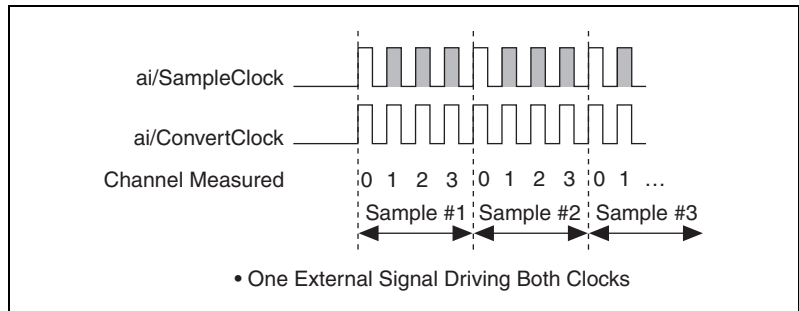 ai/SampleClock
ai/ConvertClock
Channel Measured 0 1 2 3 0 1 2 3 0 1 …
Sample #1 Sample #2 Sample #3
• One External Signal Driving Both Clocks